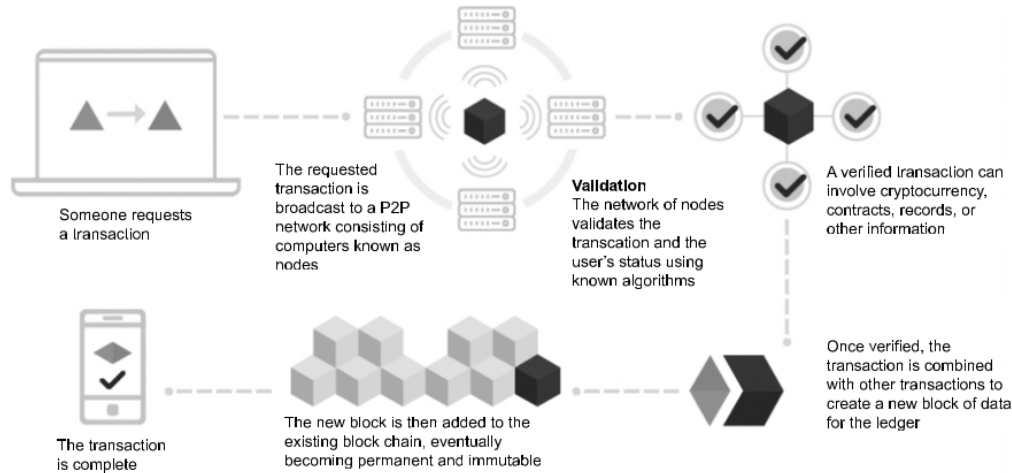 Someone requests
a transaction
The requested
transaction is
broadcast to a P2P
network consisting of
computers known as
nodes
Validation
The network of nodes
validates the
transcation and the
user's status using
known algorithms
A verified transaction can
involve cryptocurrency,
contracts, records, or
other information
Once verified, the
transaction is combined
with other transactions to
create a new block of data
for the ledger
The new block is then added to the
existing block chain, eventually
becoming permanent and immutable
The transaction
is complete